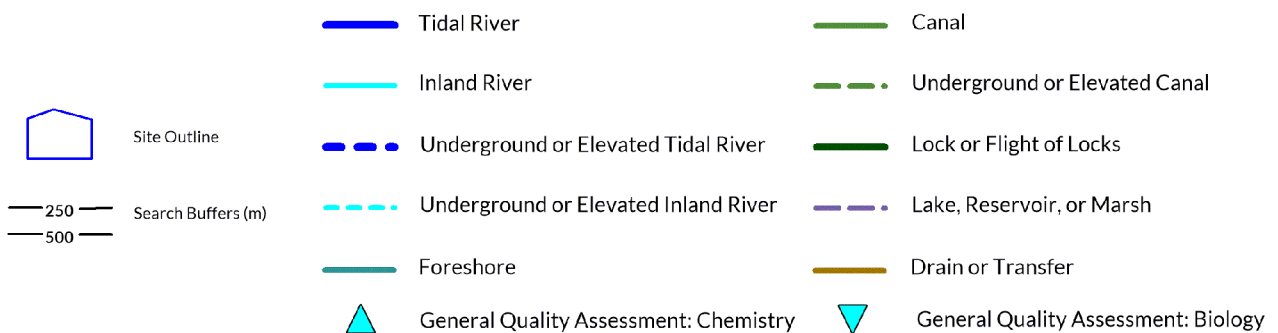 Site Outline
250
500
Search Buffers (m)
Tidal River
Inland River
Underground or Elevated Tidal River
Underground or Elevated Inland River
Foreshore
General Quality Assessment: Chemistry
Canal
Underground or Elevated Canal
Lock or Flight of Locks
Lake, Reservoir, or Marsh
Drain or Transfer
General Quality Assessment: Biology